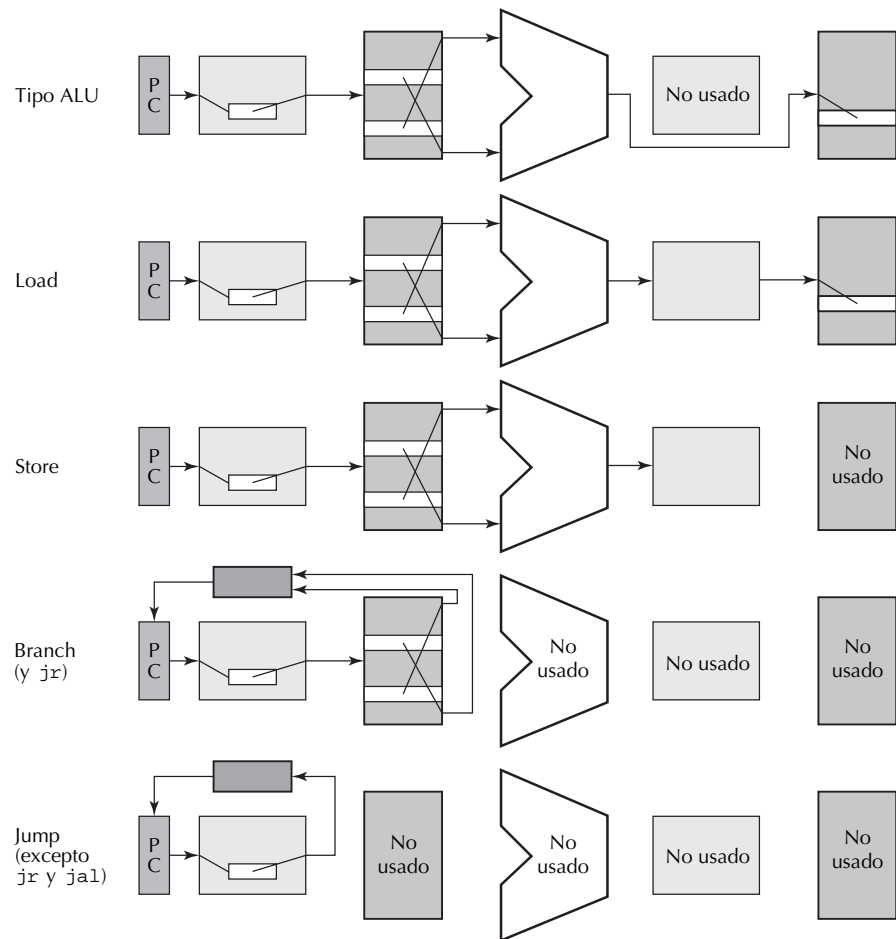 Tipo ALU
P
C
No usado
Load
P
C
Store
P
C
No
usado
Branch
(y jr)
P
C
No
usado
No usado
No
usado
Jump
(excepto
jr y jal)
P
C
No
usado
No
usado
No usado
No
usado